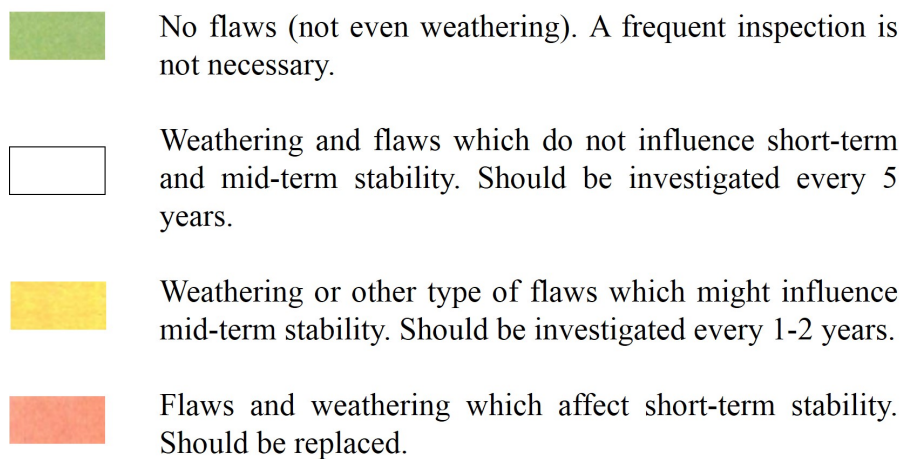 No flaws (not even weathering). A frequent inspection is
not necessary.
Weathering and flaws which do not influence short-term
and mid-term stability. Should be investigated every 5
years.
Weathering or other type of flaws which might influence
mid-term stability. Should be investigated every 1-2 years.
Flaws and weathering which affect short-term stability.
Should be replaced.